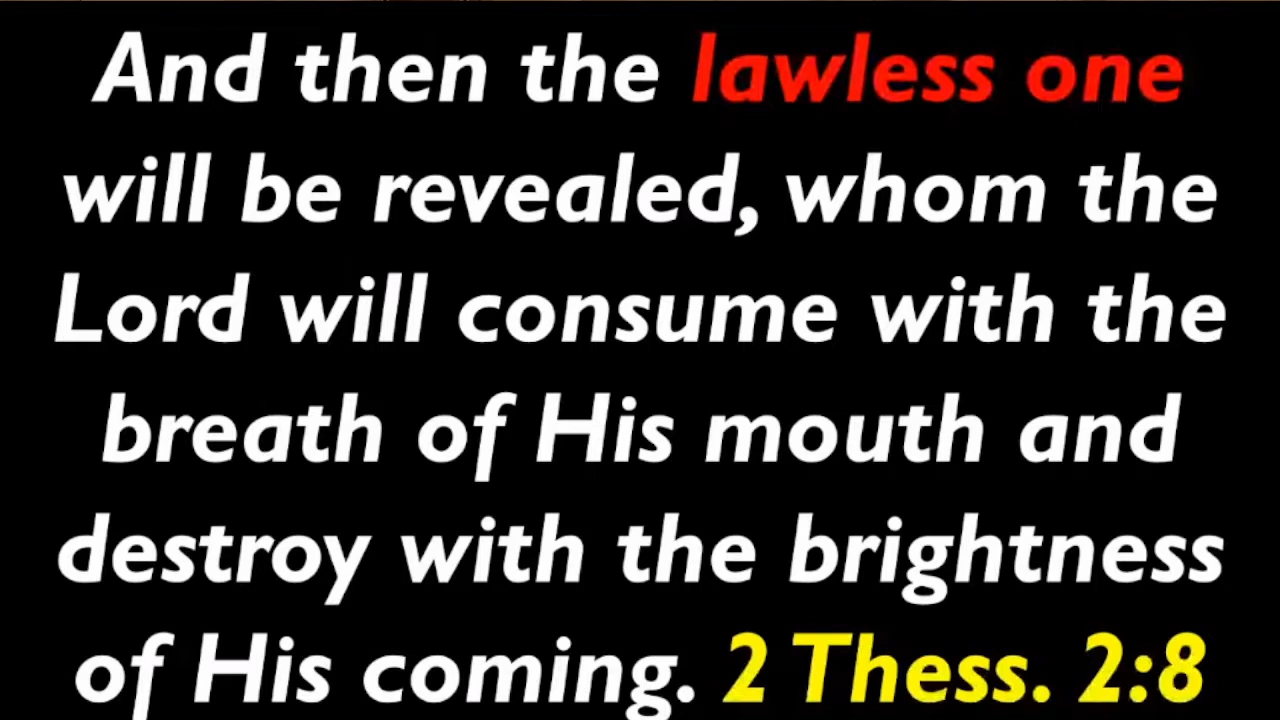 And then the lawless one
will be revealed, whom the
Lord will consume with the
breath of His mouth and
destroy with the brightness
of His coming. 2 Thess. 2:8